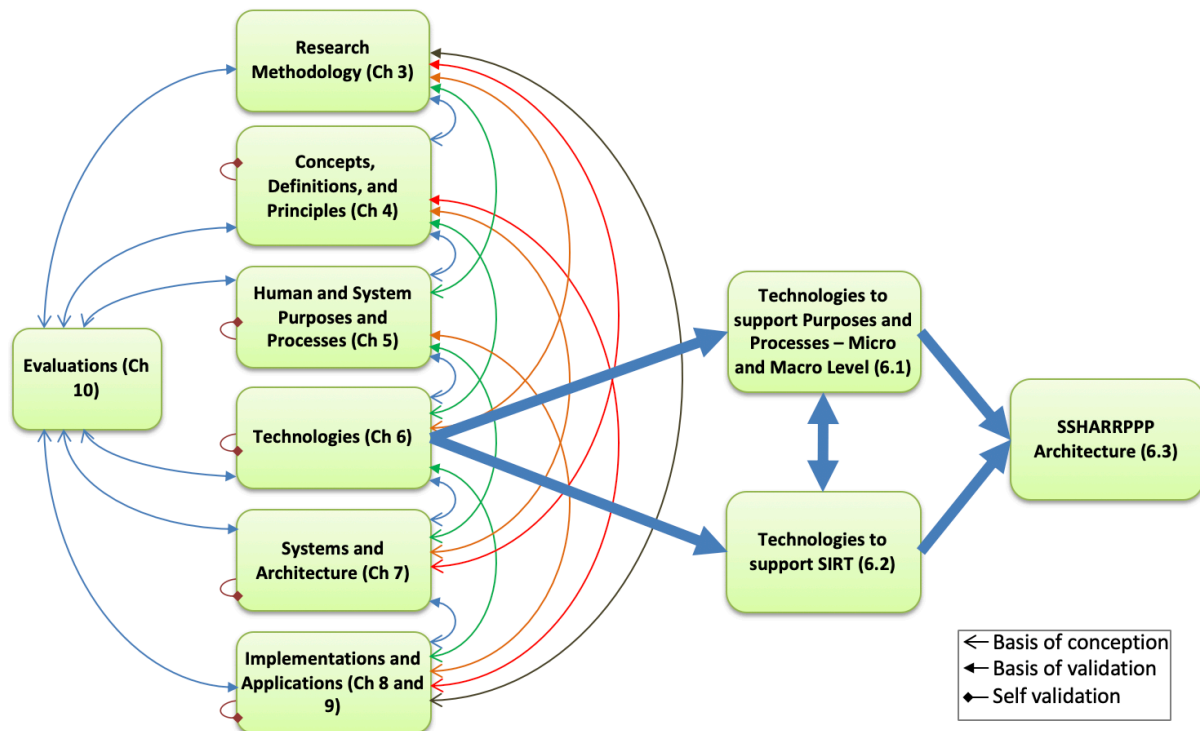 Research
Methodology (Ch 3)
Concepts,
Definitions, and
Principles (Ch 4)
Human and System
Purposes and
Processes (Ch 5)
Evaluations (Ch
10)
Technologies (Ch 6)
Systems and
Architecture (Ch 7)
Implementations and
Applications (Ch 8 and
9)
Technologies to
support Purposes and
Processes – Micro
and Macro Level (6.1)
Technologies to
support SIRT (6.2)
SSHARRPPP
Architecture (6.3)
Basis of conception
Basis of validation
Self validation